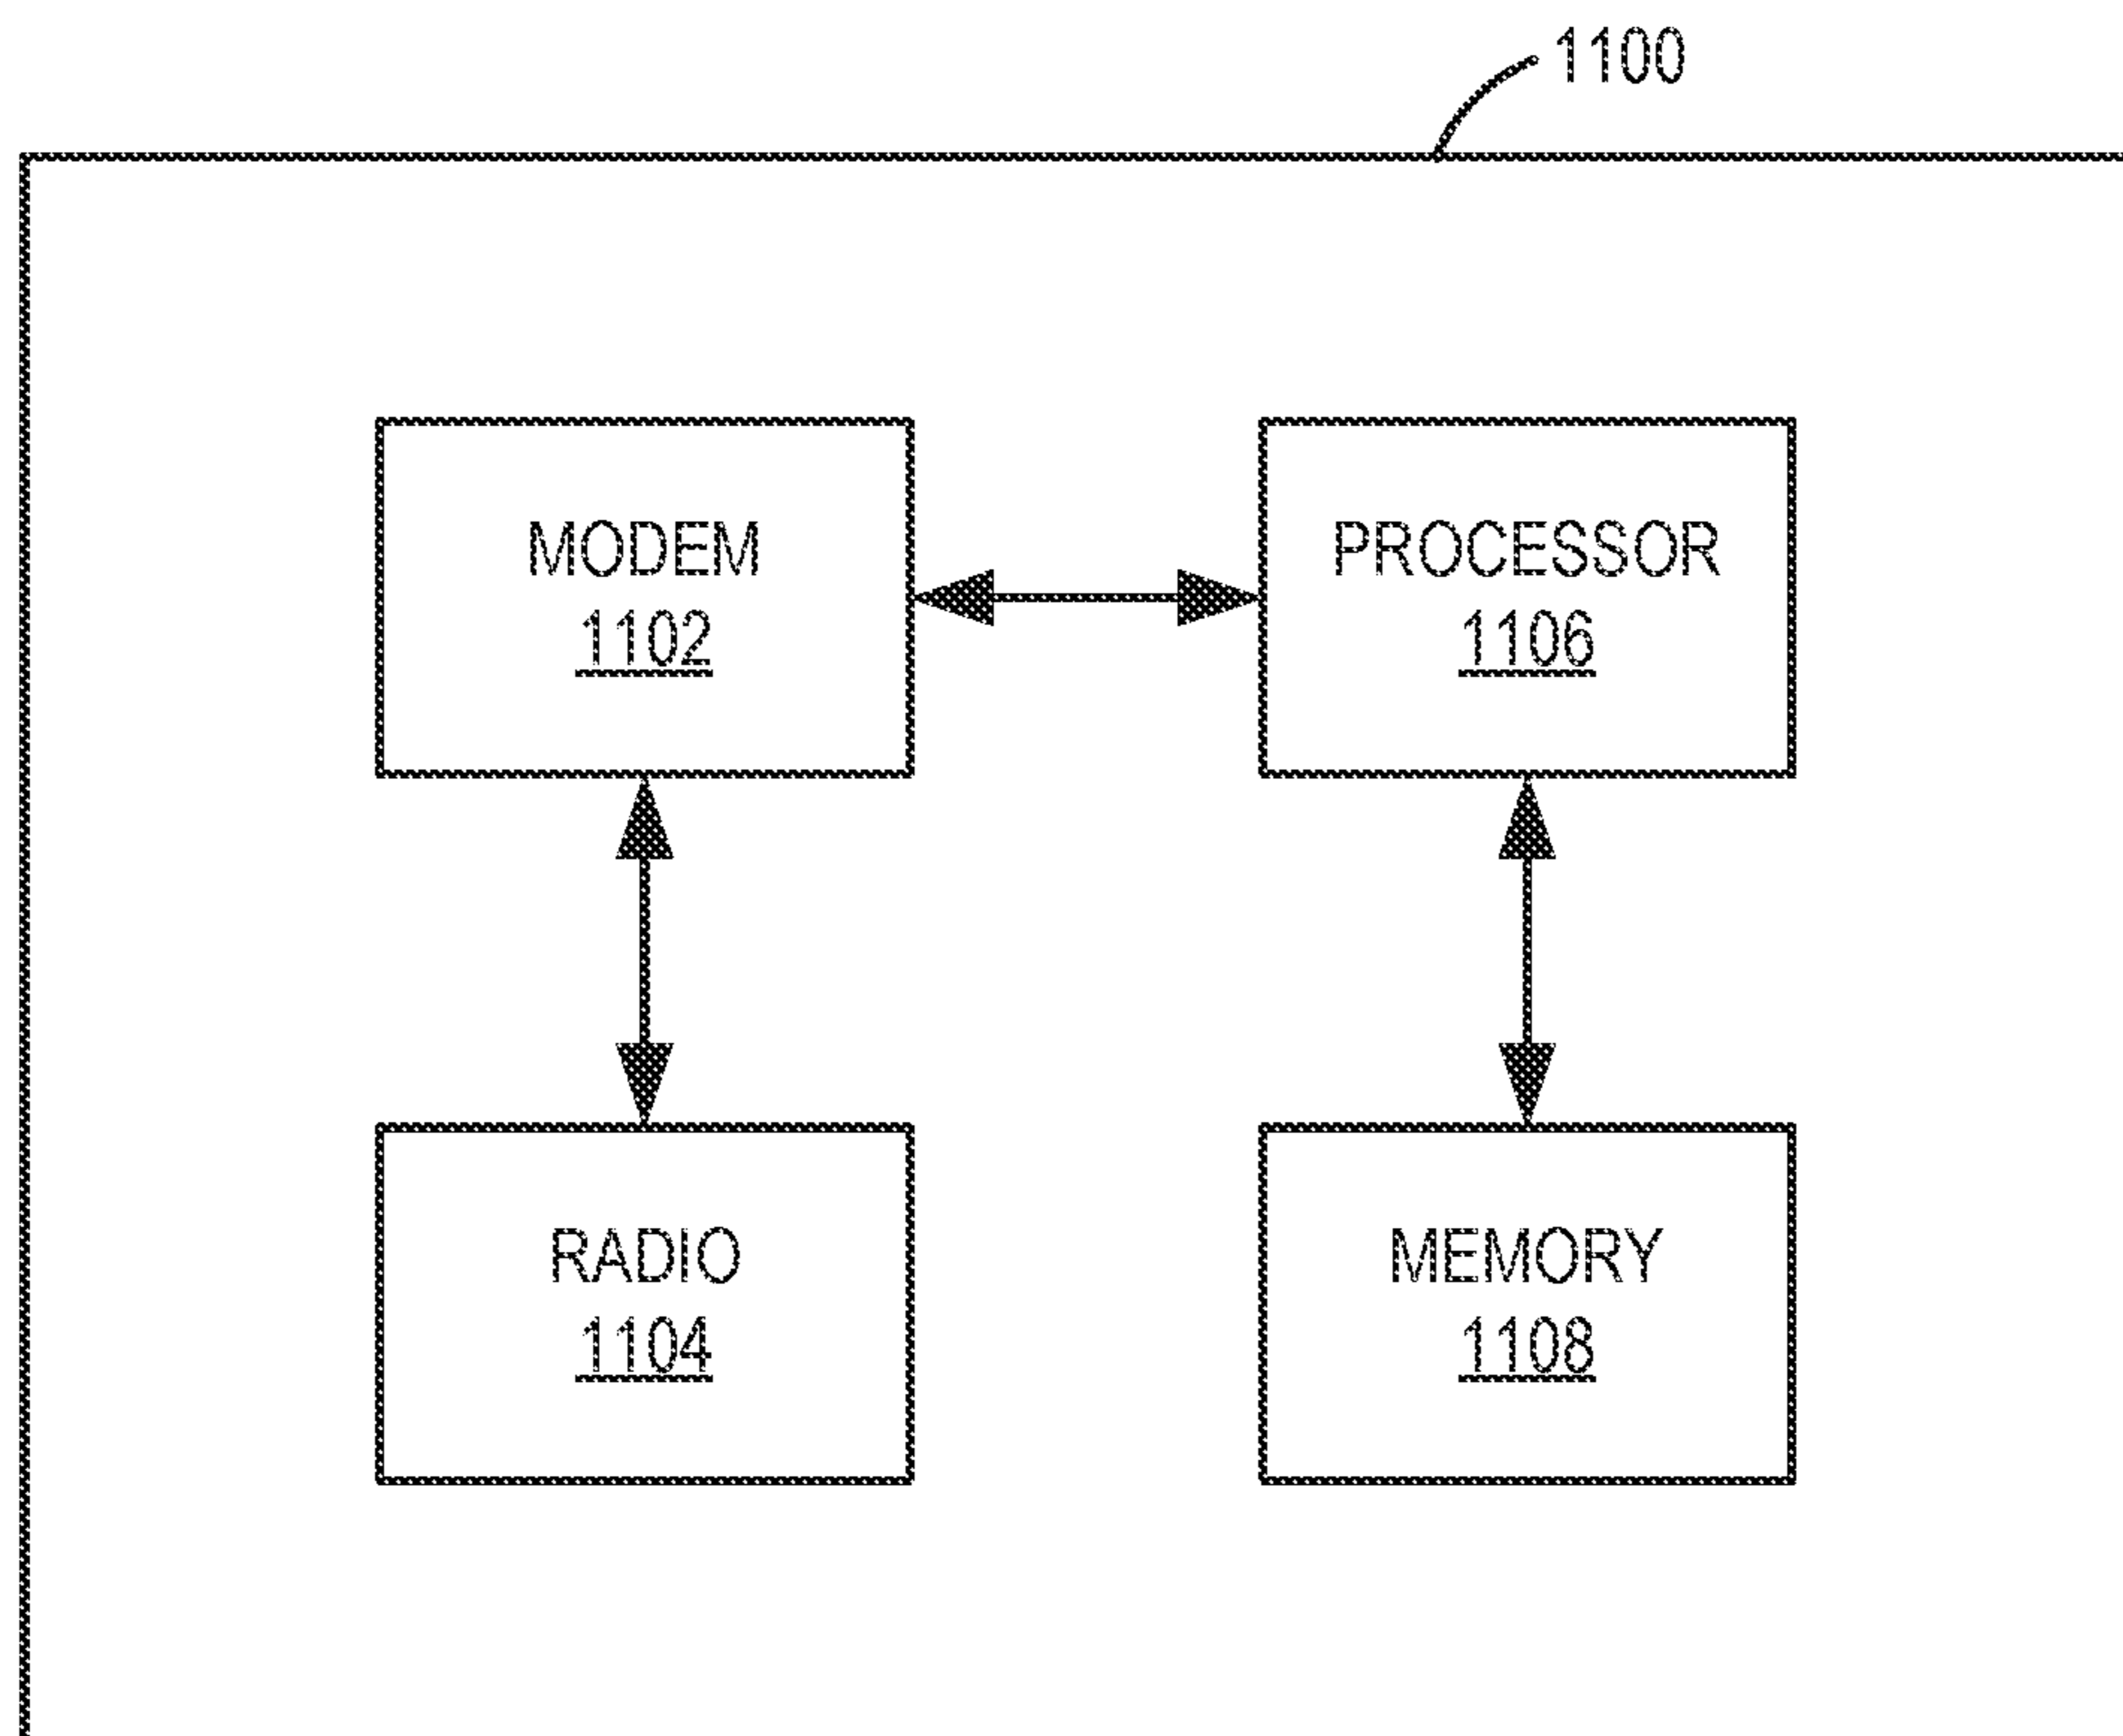 1100
MODEM
1102
PROCESSOR
1106
RADIO
1104
MEMORY
1108